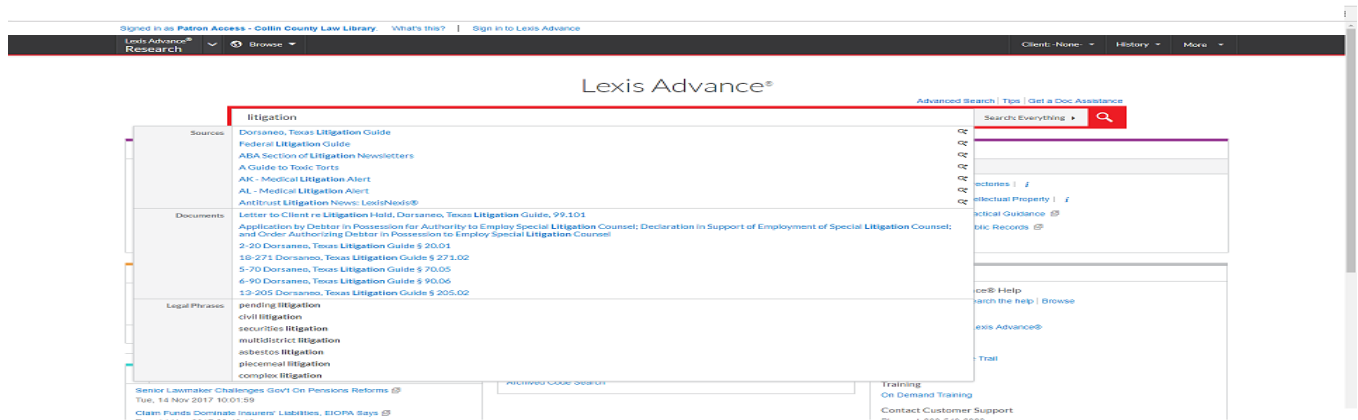 Signed in as Patron Access - Collin County Law Library. What's this? | Sign in to Lexis Advance
Lexis Advance®
Research
Browse
Client: -None-
History
More
Lexis Advance®
Advanced Search | Tips | Get a Doc Assistance
litigation
Search: Everything
Sources
Dorsaneo, Texas Litigation Guide
Federal Litigation Guide
ABA Section of Litigation Newsletters
A Guide to Toxic Torts
AK - Medical Litigation Alert
AL - Medical Litigation Alert
Antitrust Litigation News: LexisNexis®
ectories | i
ellectual Property | i
actical Guidance
blic Records
Documents
Letter to Client re Litigation Hold, Dorsaneo, Texas Litigation Guide, 99.101
Application by Debtor in Possession for Authority to Employ Special Litigation Counsel; Declaration in Support of Employment of Special Litigation Counsel;
and Order Authorizing Debtor in Possession to Employ Special Litigation Counsel
2-20 Dorsaneo, Texas Litigation Guide § 20.01
18-271 Dorsaneo, Texas Litigation Guide § 271.02
5-70 Dorsaneo, Texas Litigation Guide § 70.05
6-90 Dorsaneo, Texas Litigation Guide § 90.06
13-205 Dorsaneo, Texas Litigation Guide § 205.02
Legal Phrases
pending litigation
civil litigation
securities litigation
multidistrict litigation
asbestos litigation
piecemeal litigation
complex litigation
ce® Help
earch the help | Browse
exis Advance®
Trail
Training
On Demand Training
Contact Customer Support
Archived Code Search
Senior Lawmaker Challenges Gov't On Pensions Reforms
Tue, 14 Nov 2017 10:01:59
Claim Funds Dominate Insurers' Liabilities, EIOPA Says